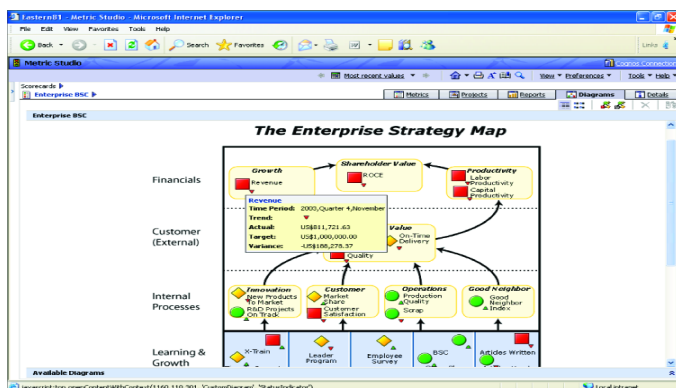 Eastern81 - Metric Studio - Microsoft Internet Explorer
File Edit View Favorites Tools Help
Back Search Favorites Links
Metric Studio Cognos Connection
Most recent values View Preferences Tools Help
Scorecards
Enterprise BSC Metrics Projects Reports Diagrams Details
Enterprise BSC
The Enterprise Strategy Map
Financials
Growth
Revenue
Shareholder Value
ROCE
Productivity
Labor
Productivity
Capital
Productivity
Revenue
Time Period: 2003,Quarter 4,November
Trend:
Actual: US$811,721.63
Target: US$1,000,000.00
Variance: -US$188,278.37
Customer
(External)
Value
On-Time
Delivery
Quality
Internal
Processes
Innovation
New Products
To Market
R&D Projects
On Track
Customer
Market
Share
Customer
Satisfaction
Operations
Production
Quality
Scrap
Good Neighbor
Good
Neighbor
Index
Learning &
Growth
X-Train
Leader
Program
Employee
Survey
BSC
Articles Written
Available Diagrams
Local intranet